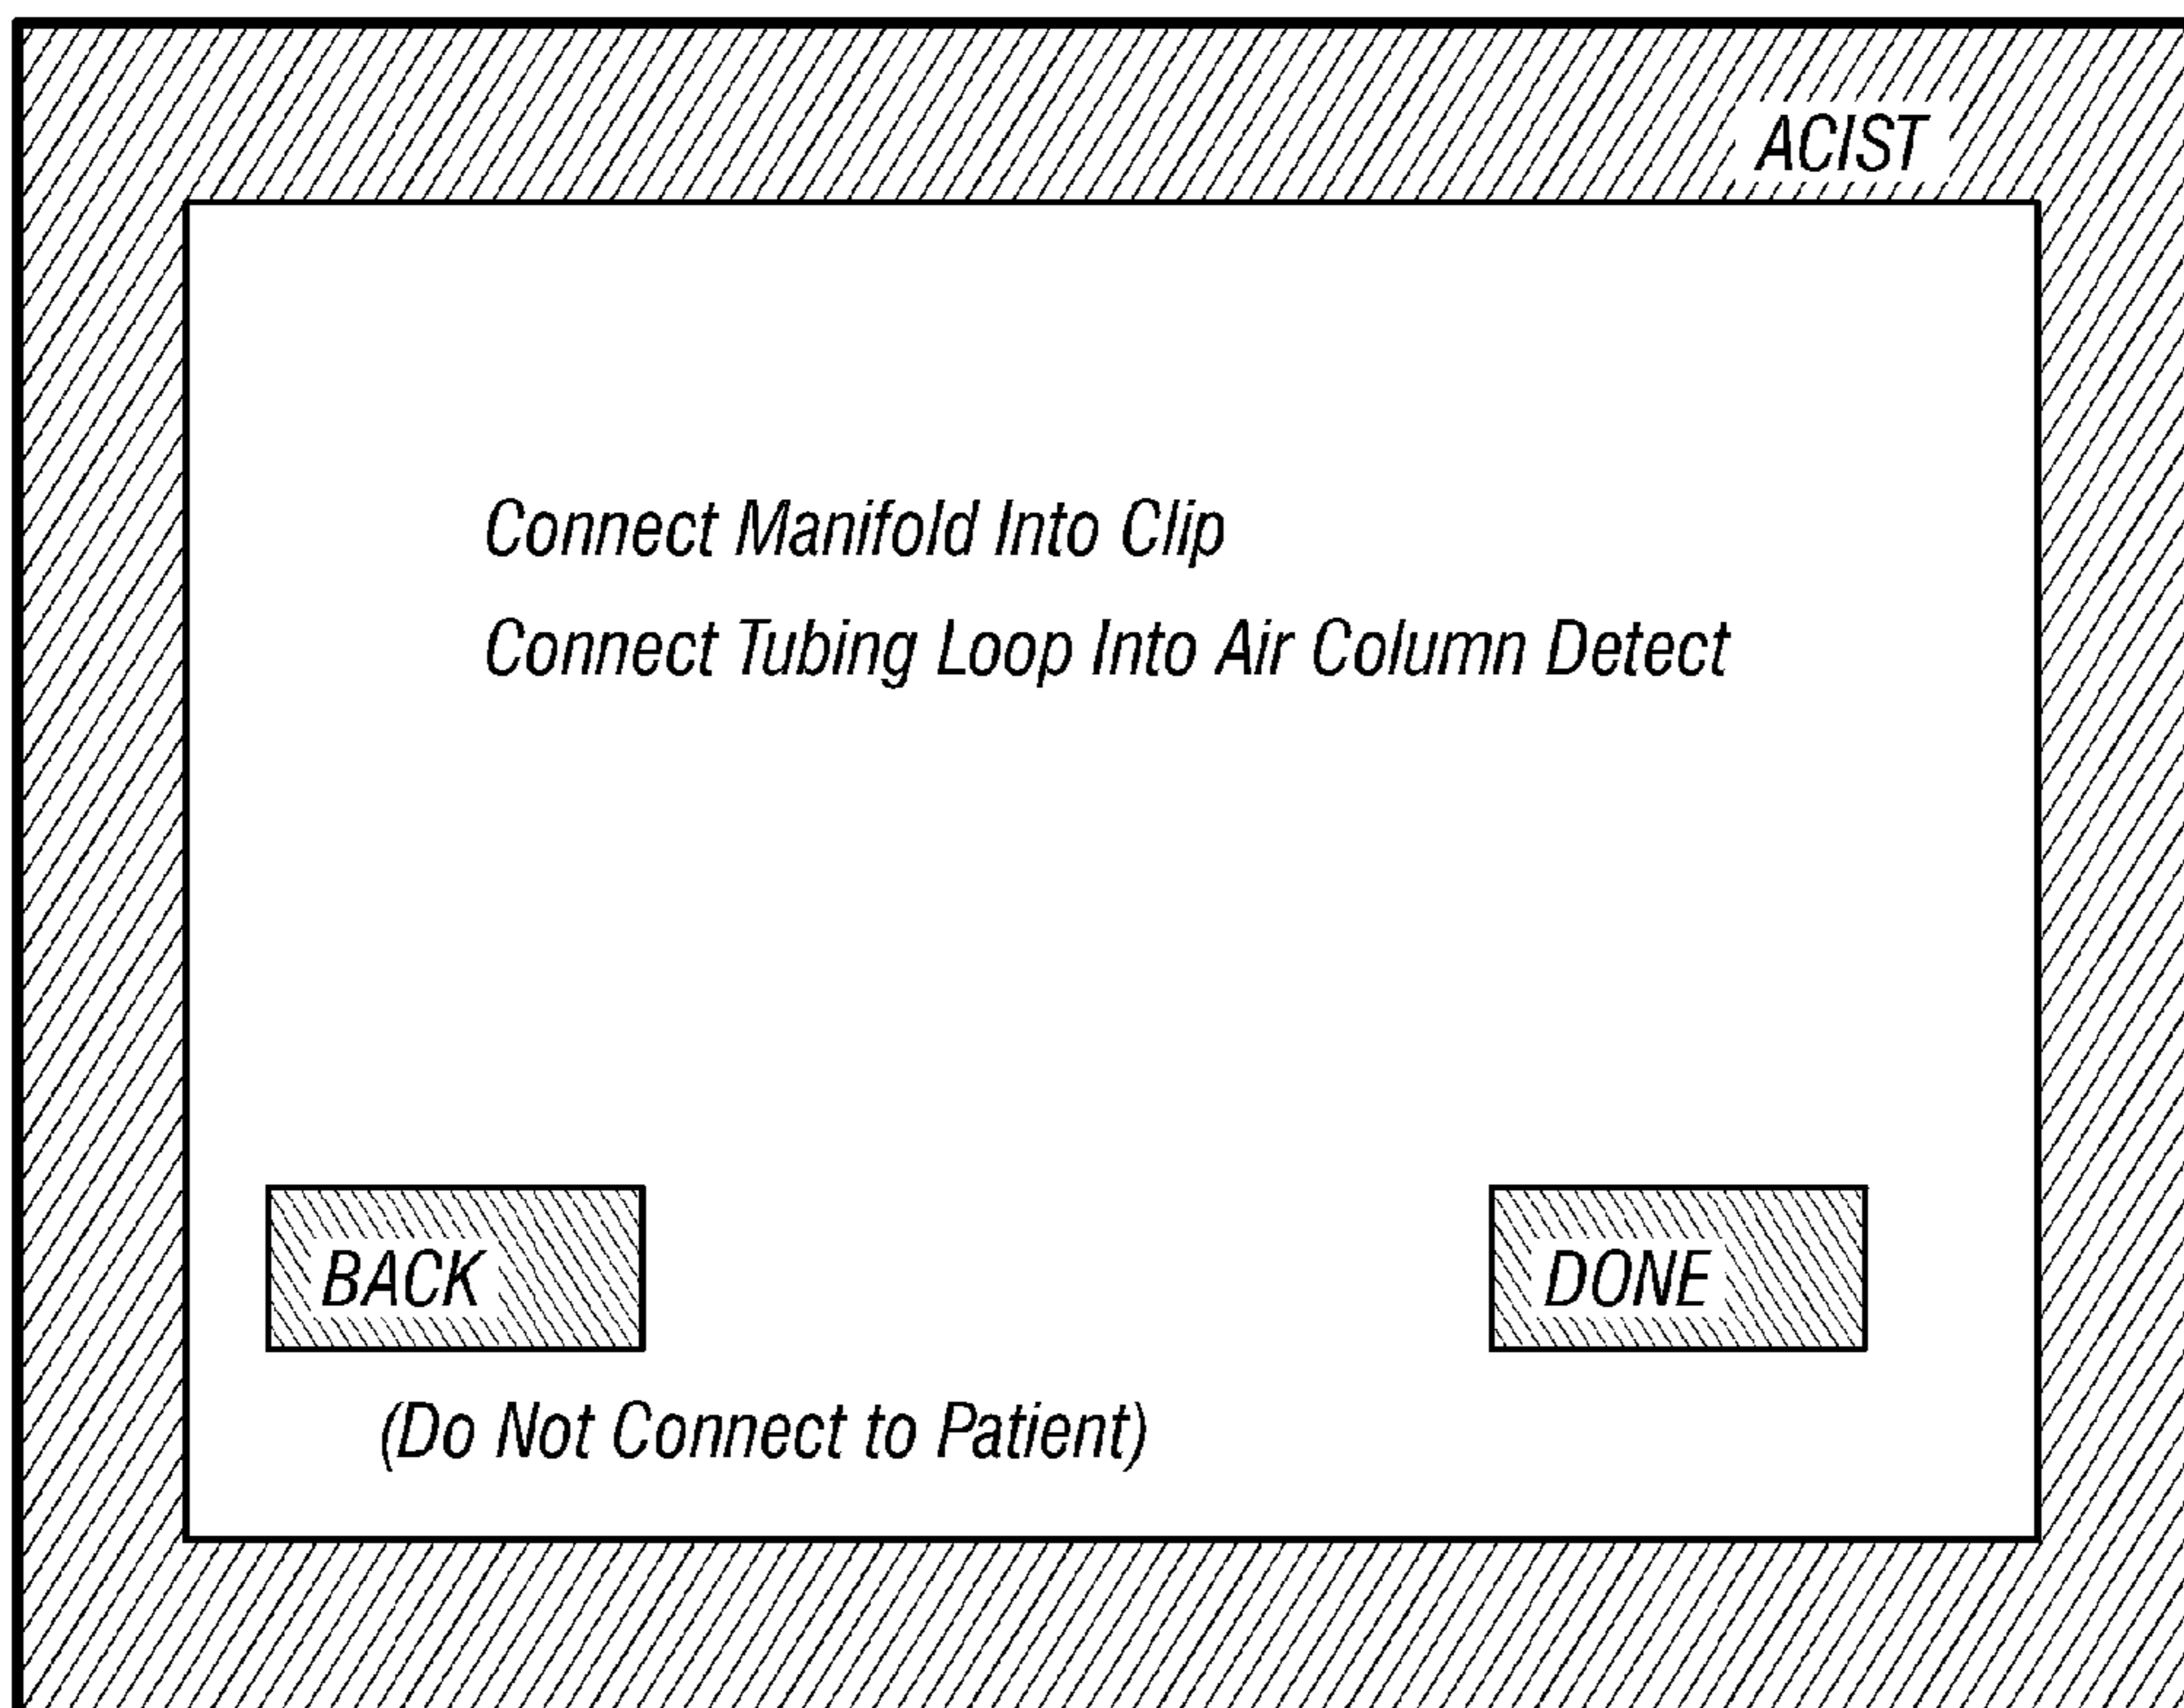 ACIST
Connect Manifold Into Clip
Connect Tubing Loop Into Air Column Detect
BACK
DONE
(Do Not Connect to Patient)